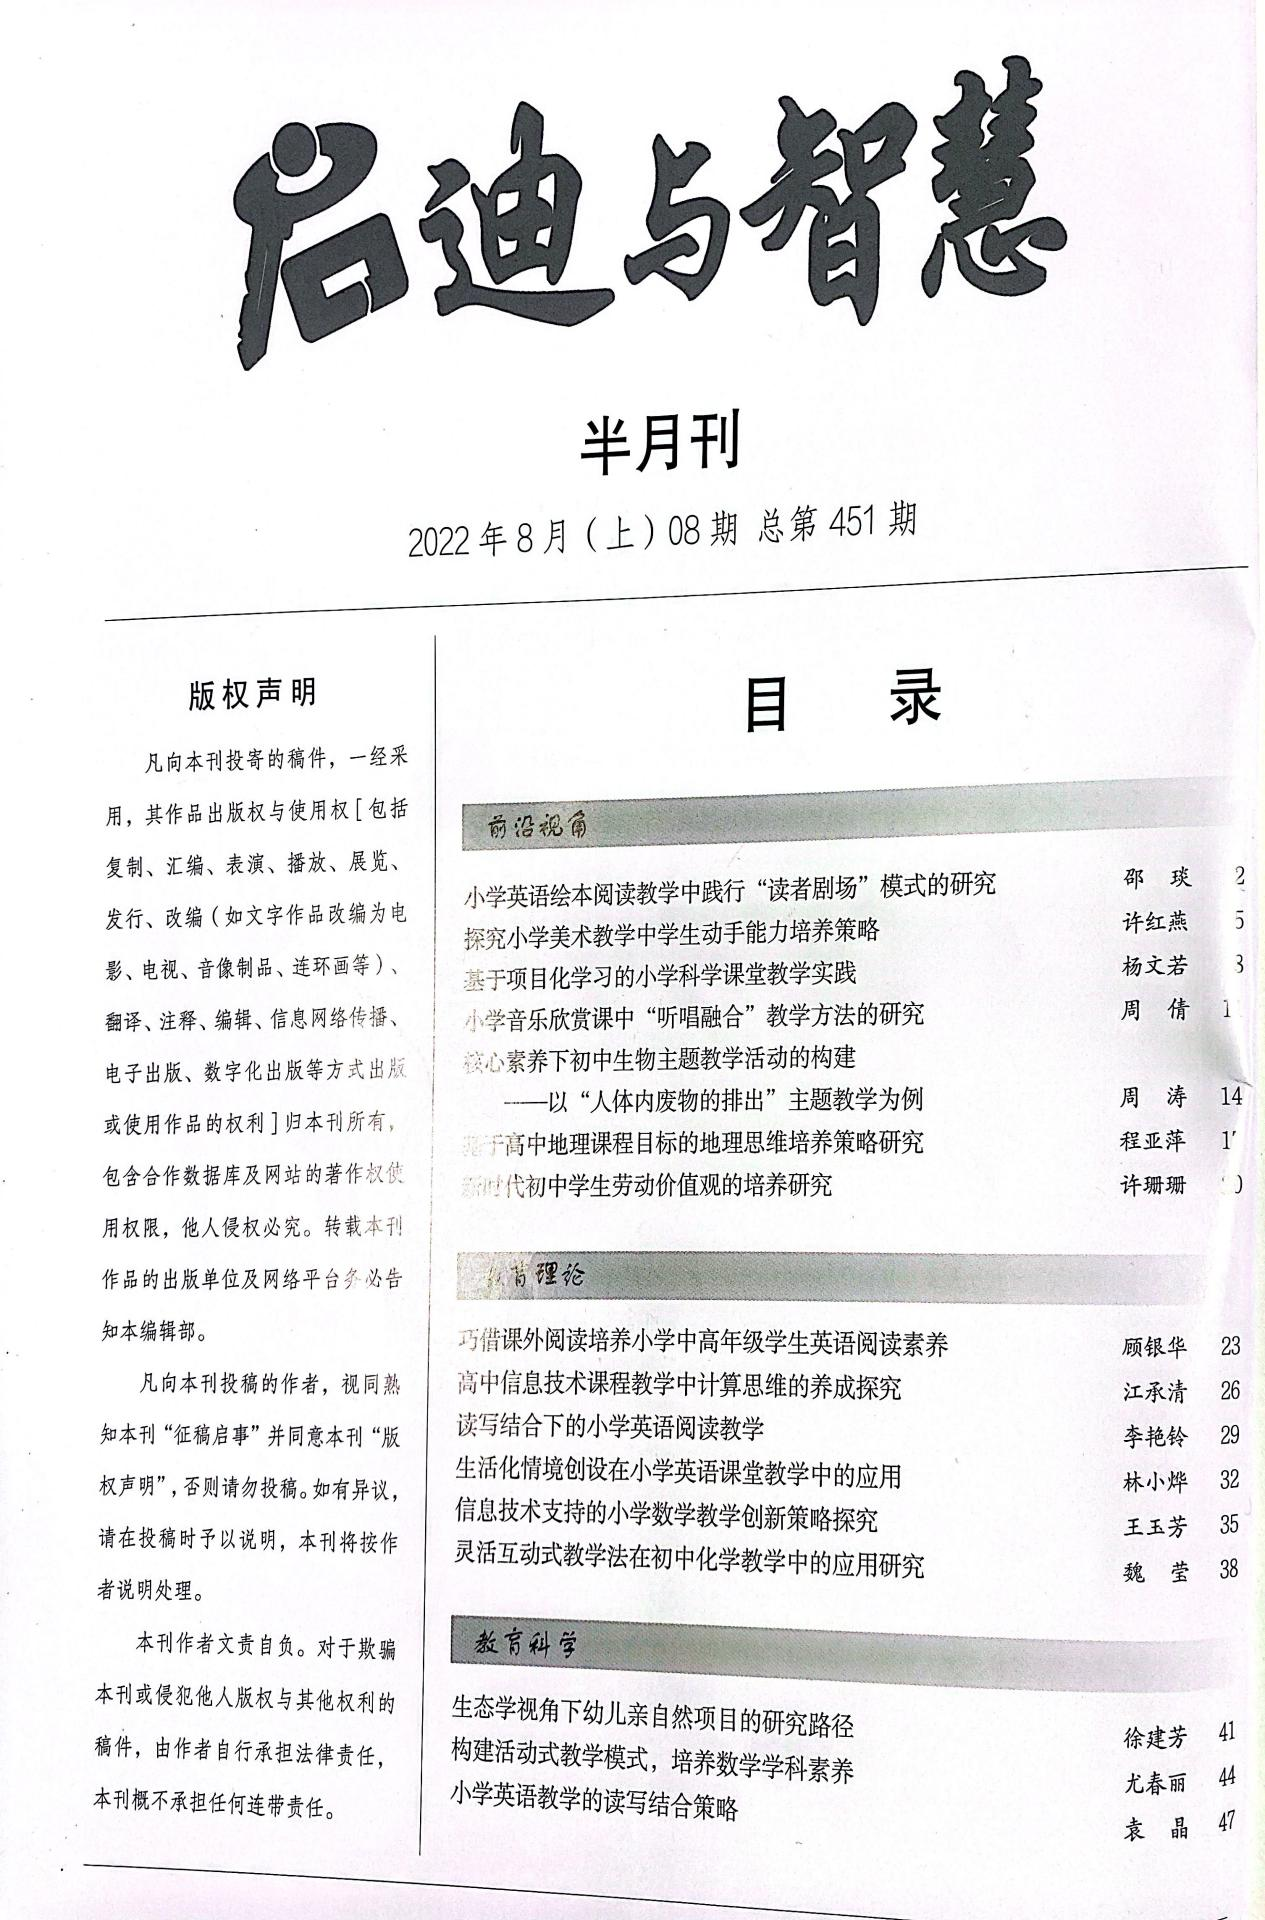 启迪与智慧
半月刊
2022年8月(上)08期 总第451期
版权声明
凡向本刊投寄的稿件，一经采
用，其作品出版权与使用权[包括
复制、汇编、表演、播放、展览、
发行、改编(如文字作品改编为电
影、电视、音像制品、连环画等)、
翻译、注释、编辑、信息网络传播、
电子出版、数字化出版等方式出版
或使用作品的权利]归本刊所有，
包含合作数据库及网站的著作权使
用权限，他人侵权必究。转载本刊
作品的出版单位及网络平台务必告
知本编辑部。
凡向本刊投稿的作者，视同熟
知本刊“征稿启事”并同意本刊“版
权声明”，否则请勿投稿。如有异议，
请在投稿时予以说明，本刊将按作
者说明处理。
本刊作者文责自负。对于欺骗
本刊或侵犯他人版权与其他权利的
稿件，由作者自行承担法律责任，
本刊概不承担任何连带责任。
目 录
前沿视角
小学英语绘本阅读教学中践行“读者剧场”模式的研究 邵 琰 2
探究小学美术教学中学生动手能力培养策略 许红燕 5
基于项目化学习的小学科学课堂教学实践 杨文若 8
小学音乐欣赏课中“听唱融合”教学方法的研究 周 倩
核心素养下初中生物主题教学活动的构建
——以“人体内废物的排出”主题教学为例 周 涛 14
基于高中地理课程目标的地理思维培养策略研究 程亚萍 17
新时代初中学生劳动价值观的培养研究 许珊珊
教育理论
巧借课外阅读培养小学中高年级学生英语阅读素养 顾银华 23
高中信息技术课程教学中计算思维的养成探究 江承清 26
读写结合下的小学英语阅读教学 李艳铃 29
生活化情境创设在小学英语课堂教学中的应用 林小烨 32
信息技术支持的小学数学教学创新策略探究 王玉芳 35
灵活互动式教学法在初中化学教学中的应用研究 魏 莹 38
教育科学
生态学视角下幼儿亲自然项目的研究路径 徐建芳 41
构建活动式教学模式，培养数学学科素养 尤春丽 44
小学英语教学的读写结合策略 袁 晶 47